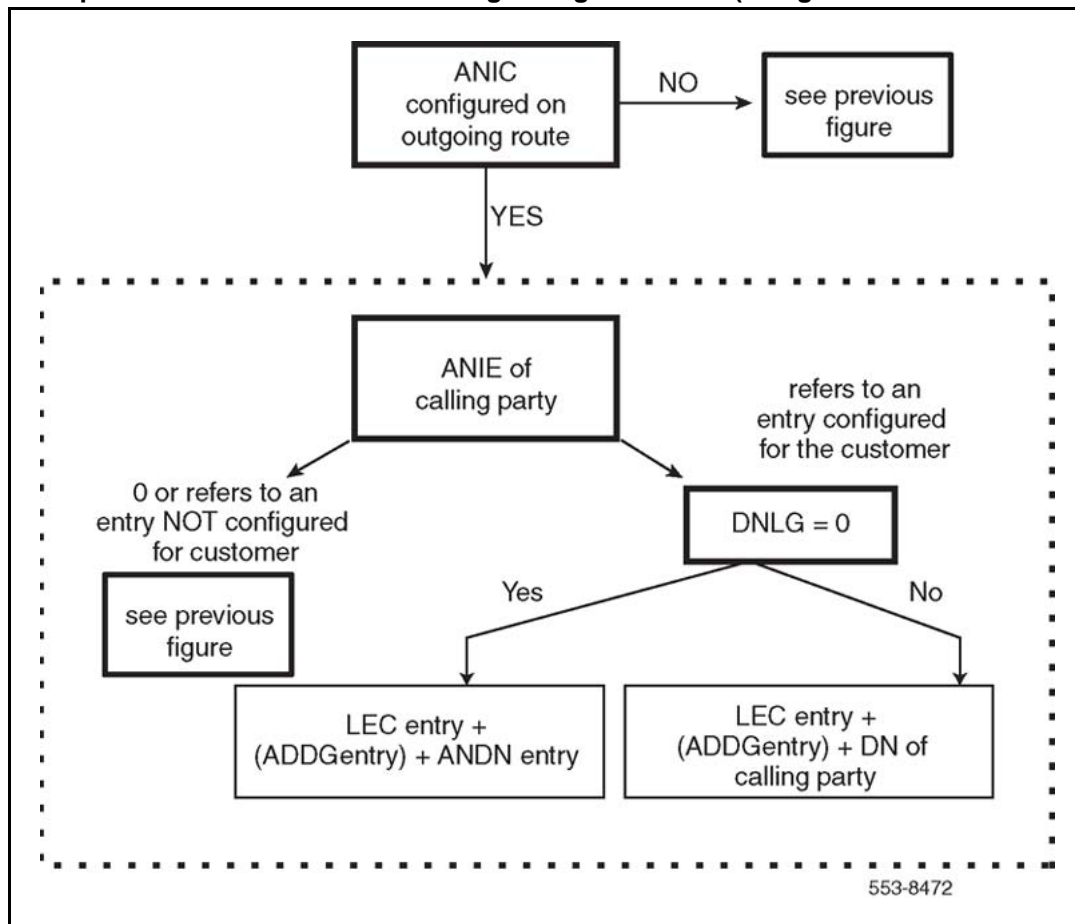 ANIC
configured on
outgoing route
NO
see previous
figure
YES
ANIE of
calling party
refers to an
entry configured
for the customer
0 or refers to an
entry NOT configured
for customer
DNLG = 0
see previous
figure
Yes
No
LEC entry +
(ADDGentry) + ANDN entry
LEC entry +
(ADDGentry) + DN of
calling party
553-8472